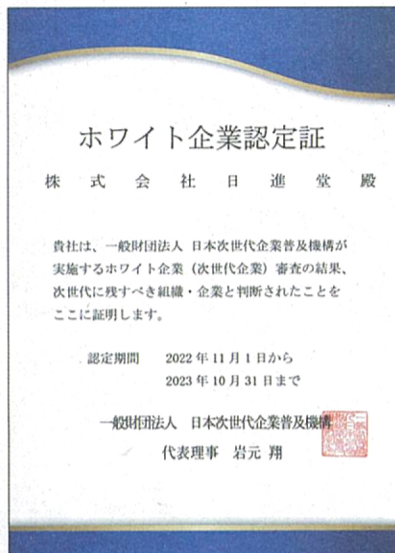 ホワイト企業認定証
株式会社日進堂殿
貴社は、一般財団法人 日本次世代企業普及機構が
実施するホワイト企業（次世代企業）審査の結果、
次世代に残すべき組織・企業と判断されたことを
ここに証明します。
認定期間 2022年11月1日から
2023年10月31日まで
一般財団法人 日本次世代企業普及機構
代表理事 岩元 翔